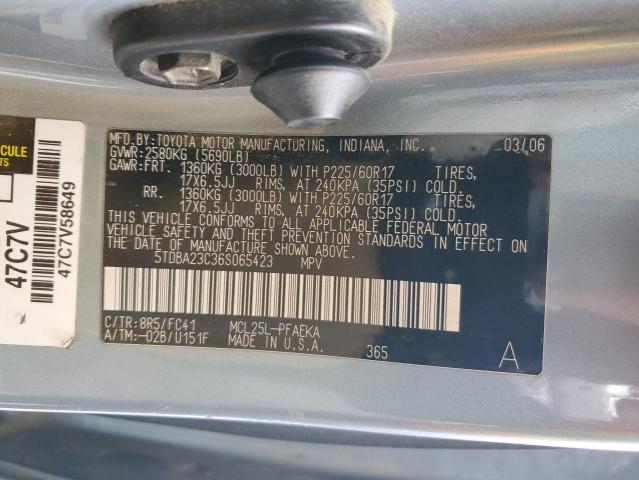 MFD.BY:TOYOTA MOTOR MANUFACTURING, INDIANA, INC. 03/06
GVWR:2580KG (5690LB)
GAWR:FRT. 1360KG (3000LB) WITH P225/60R17 TIRES,
17X6.5JJ RIMS, AT 240KPA (35PSI) COLD.
RR. 1360KG (3000LB) WITH P225/60R17 TIRES,
17X6.5JJ RIMS, AT 240KPA (35PSI) COLD.
THIS VEHICLE CONFORMS TO ALL APPLICABLE FEDERAL MOTOR
VEHICLE SAFETY AND THEFT PREVENTION STANDARDS IN EFFECT ON
THE DATE OF MANUFACTURE SHOWN ABOVE.
5TDBA23C36S065423 MPV
C/TR:8R5/FC41 MCL25L-PFAEKA
A/TM:-02B/U151F MADE IN U.S.A. 365 A
CULE
TS
47C7V
47C7V58649